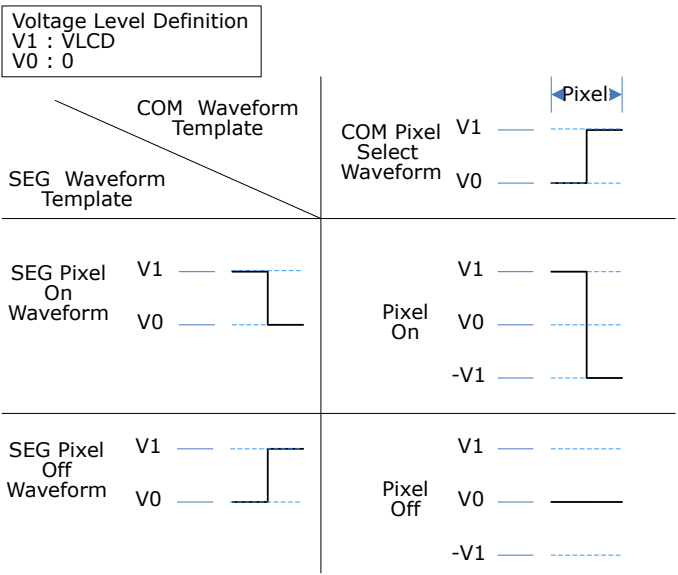 Voltage Level Definition
V1 : VLCD
V0 : 0
COM Waveform
Template
SEG Waveform
Template
Pixel
COM Pixel
Select
Waveform
V1
V0
SEG Pixel
On
Waveform
V1
V0
Pixel
On
V1
V0
-V1
SEG Pixel
Off
Waveform
V1
V0
Pixel
Off
V1
V0
-V1